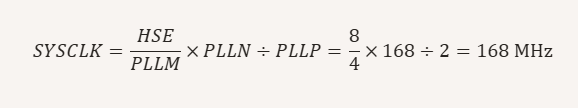 SYSCLK = HSE / PLLM × PLLN ÷ PLLP = 8 / 4 × 168 ÷ 2 = 168 MHz